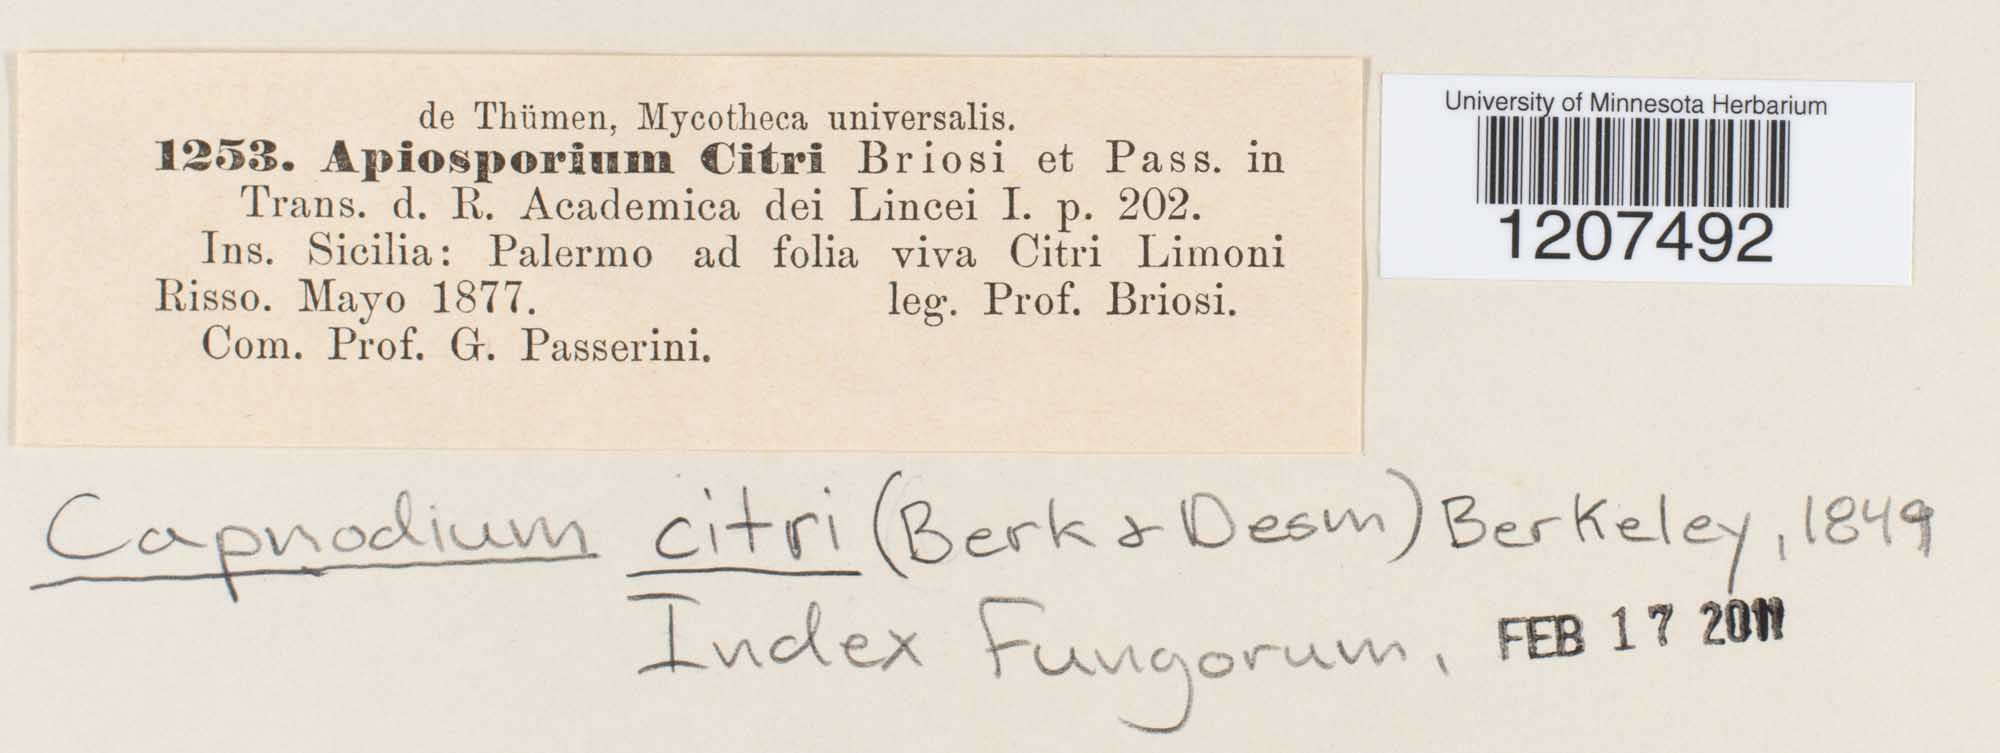 de Thümen, Mycotheca universalis.
1253. Apiosporium Citri Briosi et Pass. in
Trans. d. R. Academica dei Lincei I. p. 202.
Ins. Sicilia: Palermo ad folia viva Citri Limoni
Risso. Mayo 1877. leg. Prof. Briosi.
Com. Prof. G. Passerini.
University of Minnesota Herbarium
1207492
Capnodium citri (Berk & Desm) Berkeley, 1849
Index Fungorum, FEB 17 2011